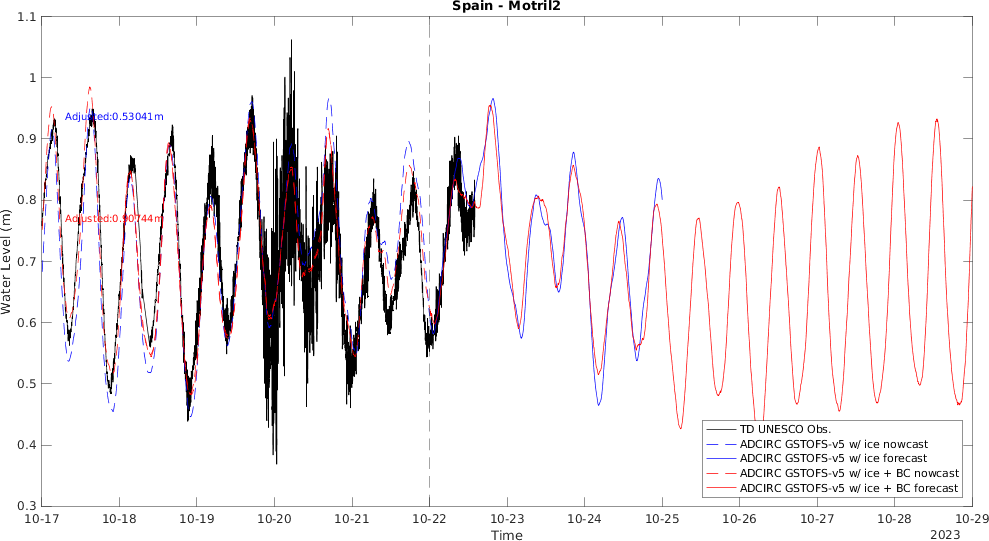 Spain - Motril2
1.1
1
0.9
0.8
0.7
0.6
0.5
0.4
0.3
Water Level (m)
Adjusted:0.53041m
Adjusted:0.90744m
TD UNESCO Obs.
ADCIRC GSTOFS-v5 w/ ice nowcast
ADCIRC GSTOFS-v5 w/ ice forecast
ADCIRC GSTOFS-v5 w/ ice + BC nowcast
ADCIRC GSTOFS-v5 w/ ice + BC forecast
10-17 10-18 10-19 10-20 10-21 10-22 10-23 10-24 10-25 10-26 10-27 10-28 10-29
Time
2023